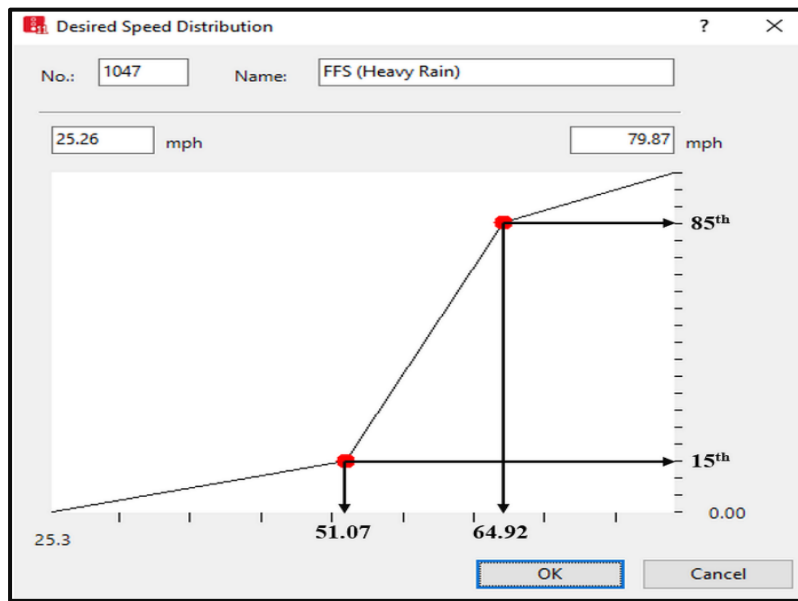 Desired Speed Distribution ?
No.: 1047 Name: FFS (Heavy Rain)
25.26 mph 79.87 mph
85th
15th
0.00
25.3 51.07 64.92
OK Cancel